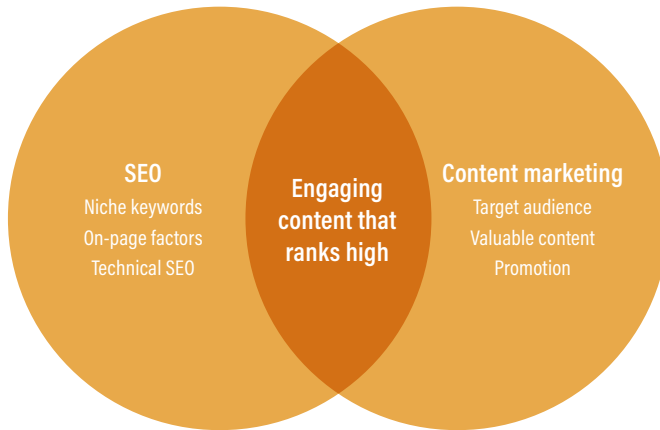 SEO
Niche keywords
On-page factors
Technical SEO
Engaging
content that
ranks high
Content marketing
Target audience
Valuable content
Promotion